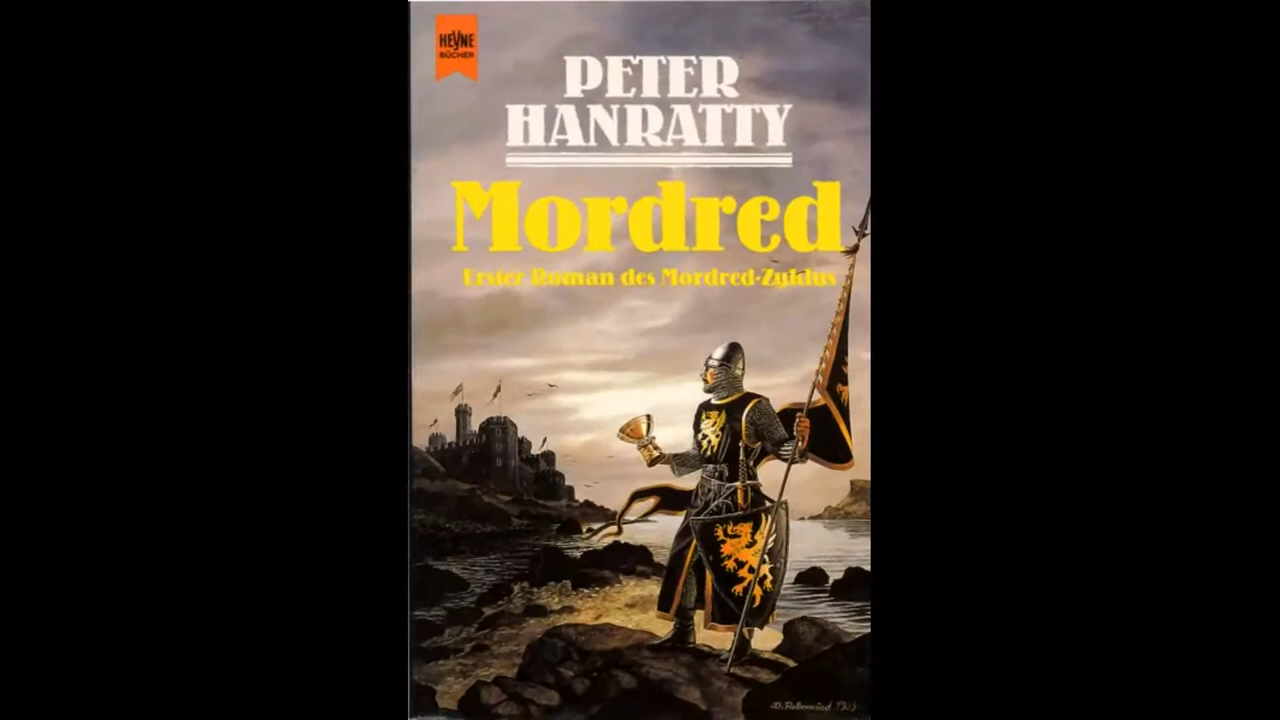 HEYNE
BÜCHER
PETER
HANRATTY
Mordred
Erster Roman des Mordred-Zyklus